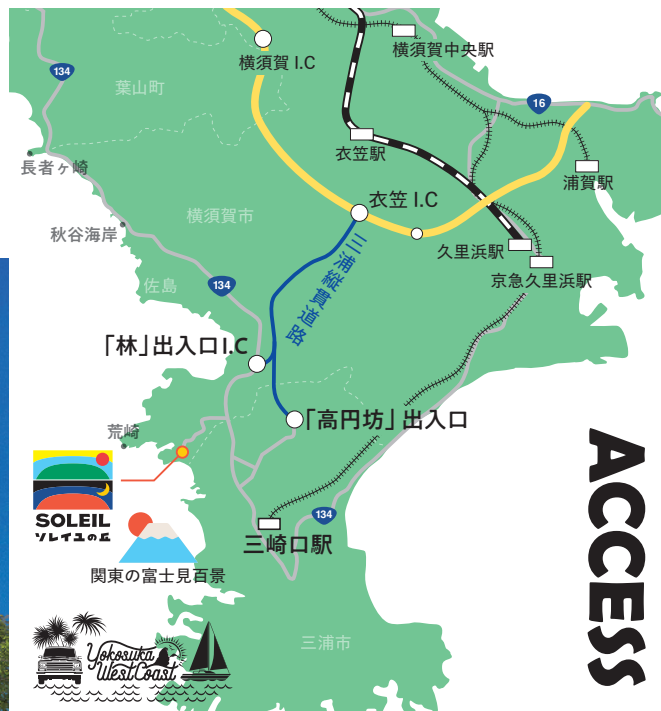 横須賀中央駅
横須賀 I.C
134
葉山町
16
衣笠駅
長者ヶ崎
浦賀駅
衣笠 I.C
横須賀市
秋谷海岸
久里浜駅
三浦縦貫道路
京急久里浜駅
佐島
134
「林」出入口I.C
「高円坊」出入口
荒崎
ACCESS
SOLEIL
ソレイユの丘
134
三崎口駅
関東の富士見百景
三浦市
Yokosuka
West Coast